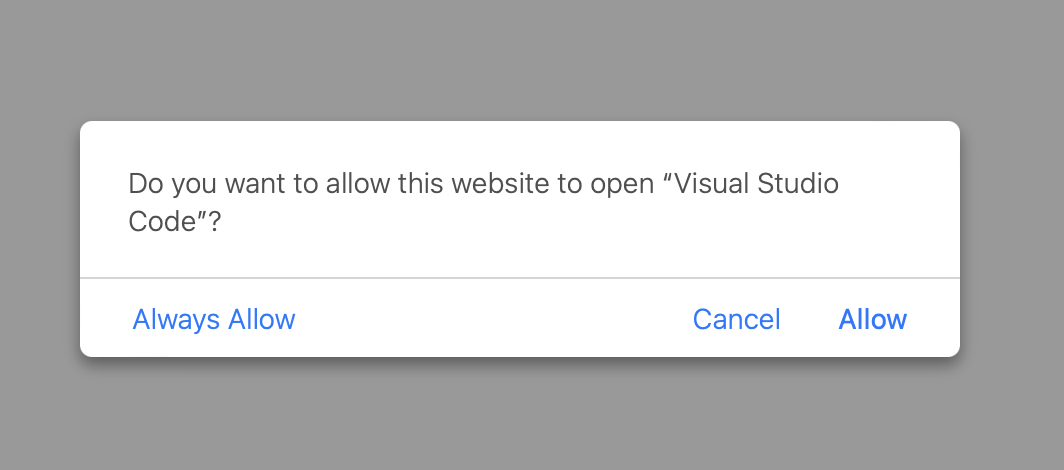 Do you want to allow this website to open “Visual Studio
Code”?
Always Allow
Cancel
Allow